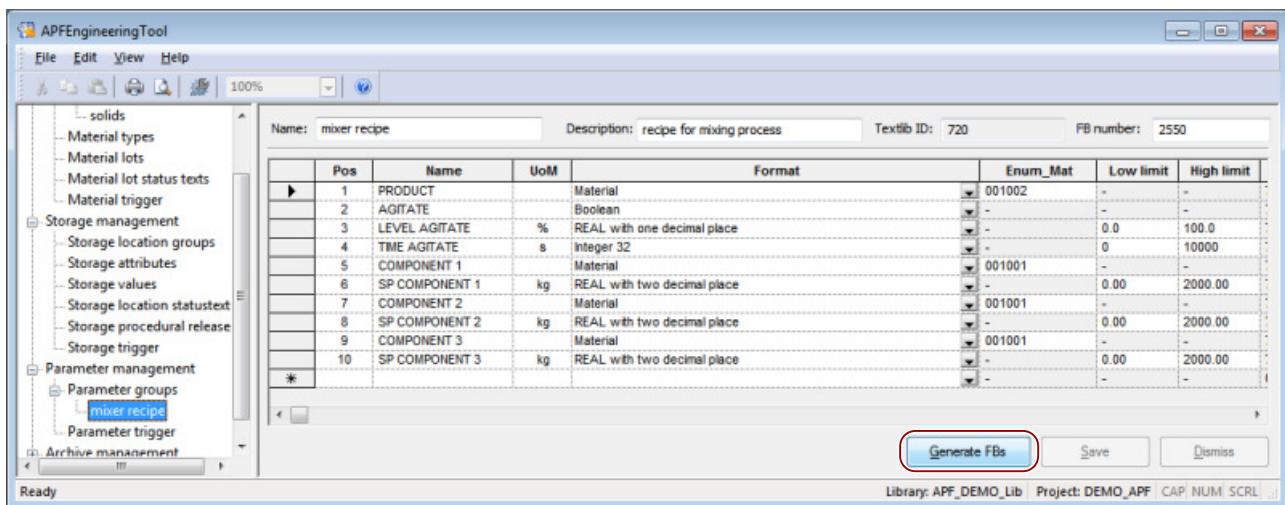 APFEngineeringTool
File Edit View Help
100%
solids
Material types
Material lots
Material lot status texts
Material trigger
Storage management
Storage location groups
Storage attributes
Storage values
Storage location statustext
Storage procedural release
Storage trigger
Parameter management
Parameter groups
mixer recipe
Parameter trigger
Archive management
Name: mixer recipe Description: recipe for mixing process Textlib ID: 720 FB number: 2550
Pos Name UoM Format Enum_Mat Low limit High limit
1 PRODUCT Material 001002 - -
2 AGITATE Boolean - - -
3 LEVEL AGITATE % REAL with one decimal place - 0.0 100.0
4 TIME AGITATE s Integer 32 - 0 10000
5 COMPONENT 1 Material 001001 - -
6 SP COMPONENT 1 kg REAL with two decimal place - 0.00 2000.00
7 COMPONENT 2 Material 001001 - -
8 SP COMPONENT 2 kg REAL with two decimal place - 0.00 2000.00
9 COMPONENT 3 Material 001001 - -
10 SP COMPONENT 3 kg REAL with two decimal place - 0.00 2000.00
* - - -
Generate FBs Save Dismiss
Ready Library: APF_DEMO_Lib Project: DEMO_APF CAP NUM SCRL